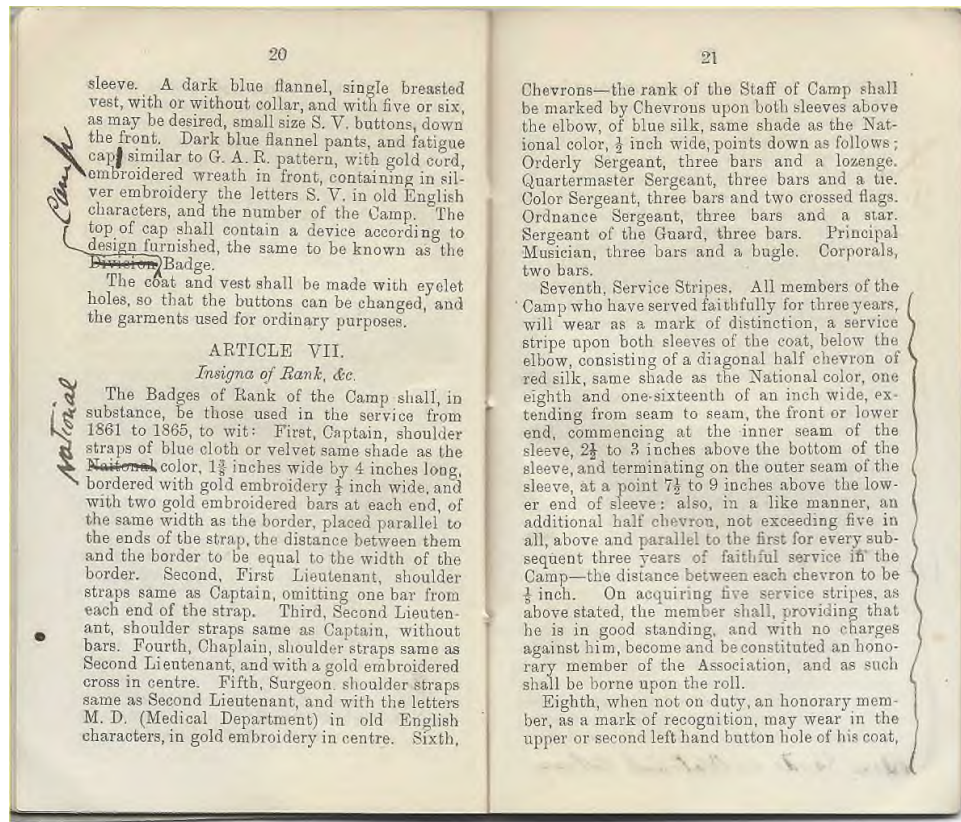 20
sleeve. A dark blue flannel, single breasted
vest, with or without collar, and with five or six,
as may be desired, small size S. V. buttons, down
the front. Dark blue flannel pants, and fatigue
cap similar to G. A. R. pattern, with gold cord,
embroidered wreath in front, containing in sil-
ver embroidery the letters S. V. in old English
characters, and the number of the Camp. The
top of cap shall contain a device according to
design furnished, the same to be known as the
Camp
Division Badge.
The coat and vest shall be made with eyelet
holes, so that the buttons can be changed, and
the garments used for ordinary purposes.
ARTICLE VII.
Insigna of Rank, &c.
The Badges of Rank of the Camp shall, in
substance, be those used in the service from
1861 to 1865, to wit: First, Captain, shoulder
straps of blue cloth or velvet same shade as the
National
Naitonal color, 1⅜ inches wide by 4 inches long,
bordered with gold embroidery ¼ inch wide, and
with two gold embroidered bars at each end, of
the same width as the border, placed parallel to
the ends of the strap, the distance between them
and the border to be equal to the width of the
border. Second, First Lieutenant, shoulder
straps same as Captain, omitting one bar from
each end of the strap. Third, Second Lieuten-
ant, shoulder straps same as Captain, without
bars. Fourth, Chaplain, shoulder straps same as
Second Lieutenant, and with a gold embroidered
cross in centre. Fifth, Surgeon. shoulder straps
same as Second Lieutenant, and with the letters
M. D. (Medical Department) in old English
characters, in gold embroidery in centre. Sixth,
21
Chevrons—the rank of the Staff of Camp shall
be marked by Chevrons upon both sleeves above
the elbow, of blue silk, same shade as the Nat-
ional color, ½ inch wide, points down as follows;
Orderly Sergeant, three bars and a lozenge.
Quartermaster Sergeant, three bars and a tie.
Color Sergeant, three bars and two crossed flags.
Ordnance Sergeant, three bars and a star.
Sergeant of the Guard, three bars. Principal
Musician, three bars and a bugle. Corporals,
two bars.
Seventh, Service Stripes. All members of the
Camp who have served faithfully for three years,
will wear as a mark of distinction, a service
stripe upon both sleeves of the coat, below the
elbow, consisting of a diagonal half chevron of
red silk, same shade as the National color, one
eighth and one-sixteenth of an inch wide, ex-
tending from seam to seam, the front or lower
end, commencing at the inner seam of the
sleeve, 2½ to 3 inches above the bottom of the
sleeve, and terminating on the outer seam of the
sleeve, at a point 7½ to 9 inches above the low-
er end of sleeve: also, in a like manner, an
additional half chevron, not exceeding five in
all, above and parallel to the first for every sub-
sequent three years of faithful service in the
Camp—the distance between each chevron to be
inch. On acquiring five service stripes, as
above stated, the member shall, providing that
he is in good standing, and with no charges
against him, become and be constituted an hono-
rary member of the Association, and as such
shall be borne upon the roll.
Eighth, when not on duty, an honorary mem-
ber, as a mark of recognition, may wear in the
upper or second left hand button hole of his coat,